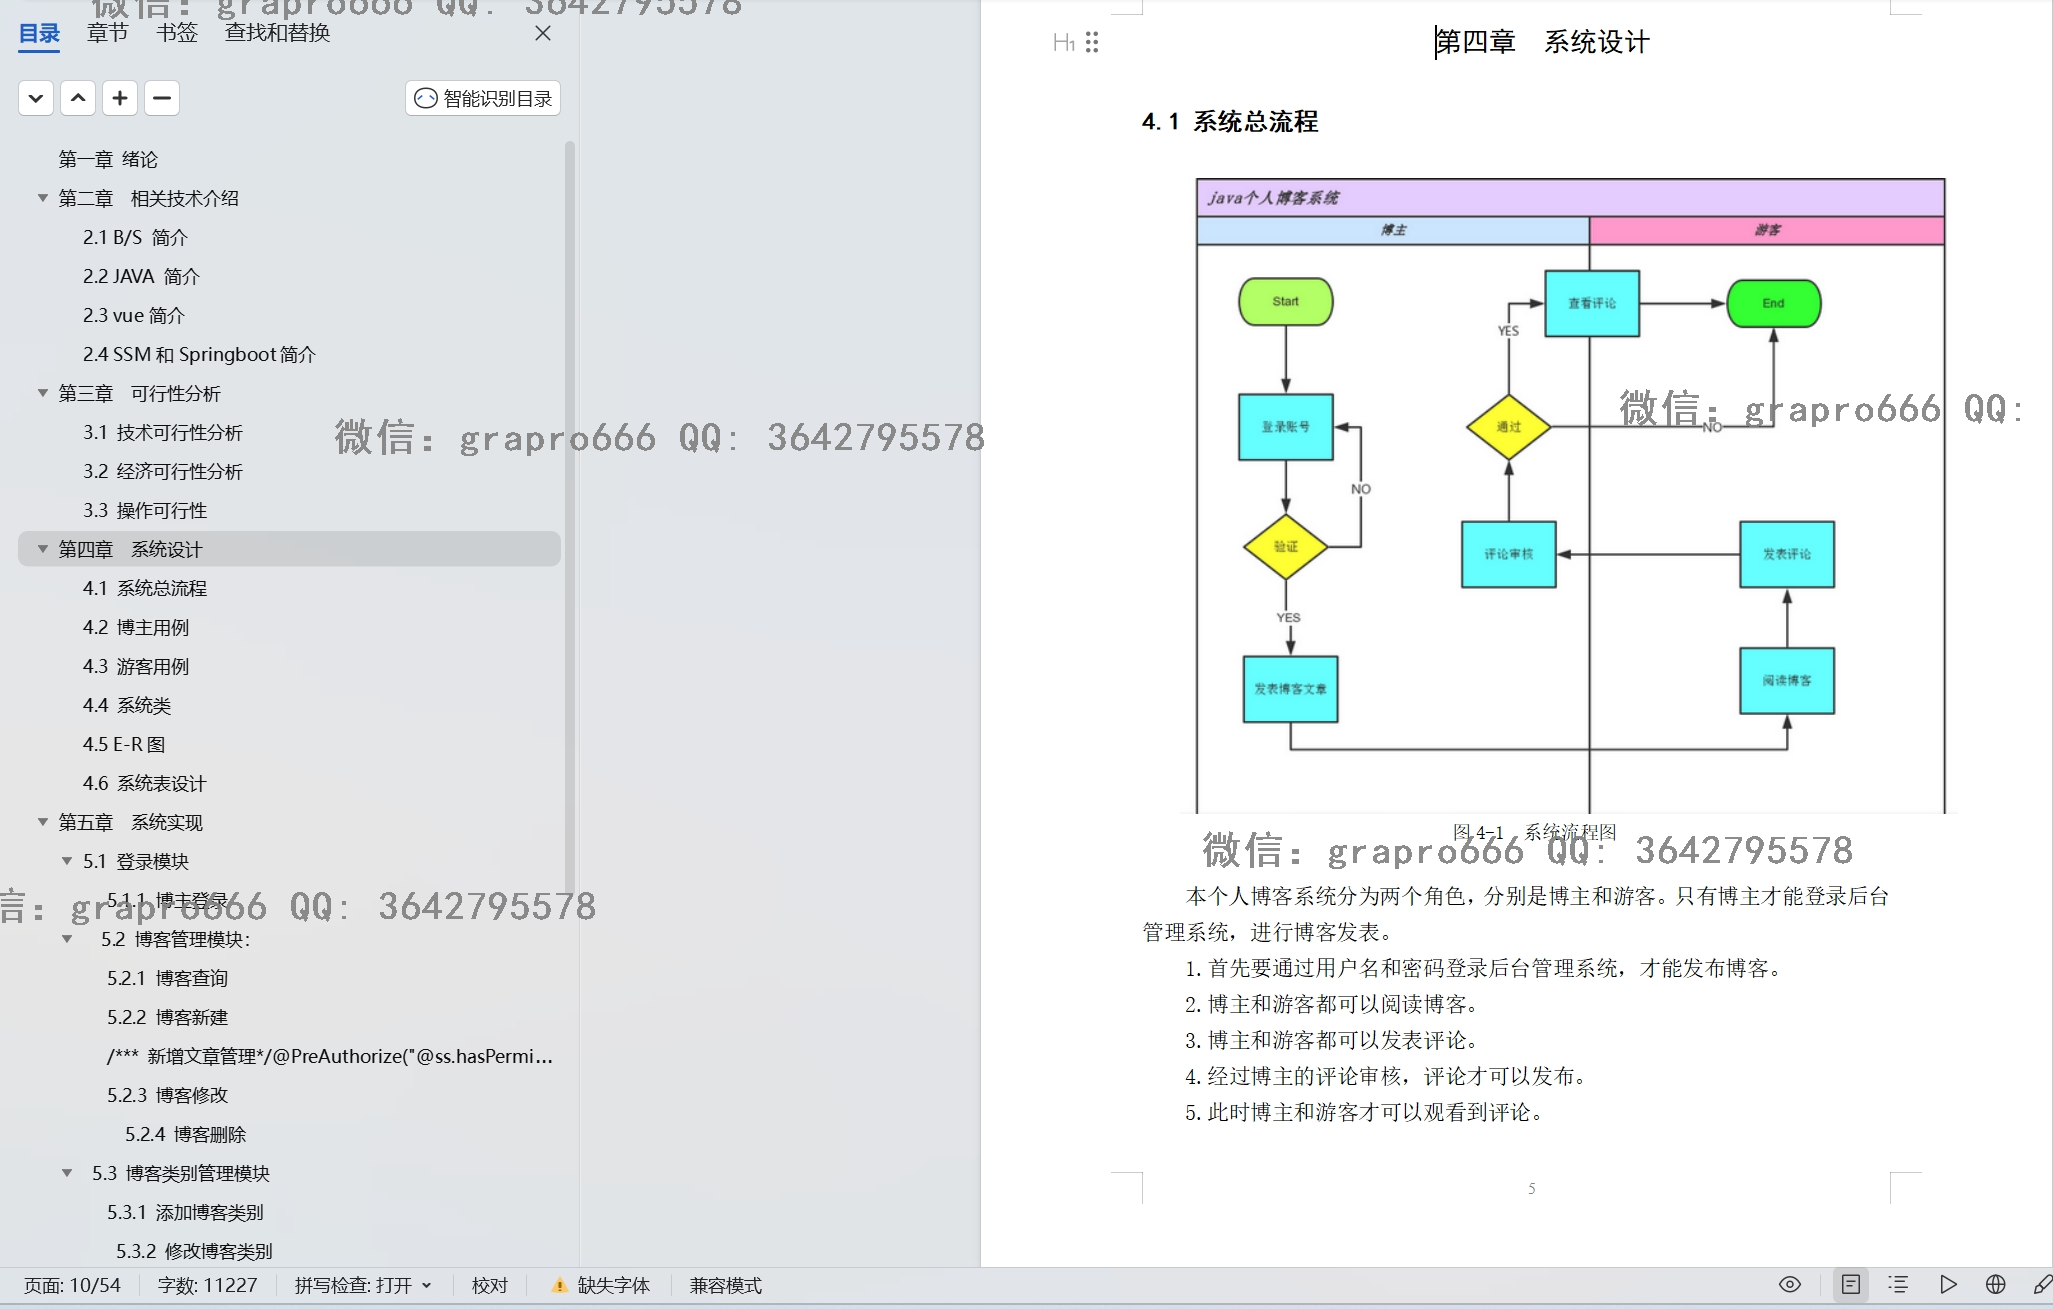 微信: grapro666 QQ: 3642795578
目录 章节 书签 查找和替换
智能识别目录
第一章 绪论
第二章 相关技术介绍
2.1 B/S 简介
2.2 JAVA 简介
2.3 vue 简介
2.4 SSM 和 Springboot 简介
第三章 可行性分析
3.1 技术可行性分析
3.2 经济可行性分析
3.3 操作可行性
微信: grapro666 QQ: 3642795578
第四章 系统设计
4.1 系统总流程
4.2 博主用例
4.3 游客用例
4.4 系统类
4.5 E-R 图
4.6 系统表设计
第五章 系统实现
5.1 登录模块
5.1.1 博主登录
信: grapro666 QQ: 3642795578
5.2 博客管理模块:
5.2.1 博客查询
5.2.2 博客新建
/*** 新增文章管理*/@PreAuthorize("@ss.hasPermi...
5.2.3 博客修改
5.2.4 博客删除
5.3 博客类别管理模块
5.3.1 添加博客类别
5.3.2 修改博客类别
H1
第四章 系统设计
4.1 系统总流程
java个人博客系统
博主
游客
Start
查看评论
End
YES
登录账号
通过
NO
微信: grapro666 QQ:
NO
验证
评论审核
发表评论
YES
发表博客文章
阅读博客
图 4-1 系统流程图
微信: grapro666 QQ: 3642795578
本个人博客系统分为两个角色，分别是博主和游客。只有博主才能登录后台
管理系统，进行博客发表。
1. 首先要通过用户名和密码登录后台管理系统，才能发布博客。
2. 博主和游客都可以阅读博客。
3. 博主和游客都可以发表评论。
4. 经过博主的评论审核，评论才可以发布。
5. 此时博主和游客才可以观看到评论。
5
页面: 10/54 字数: 11227 拼写检查: 打开 校对 缺失字体 兼容模式